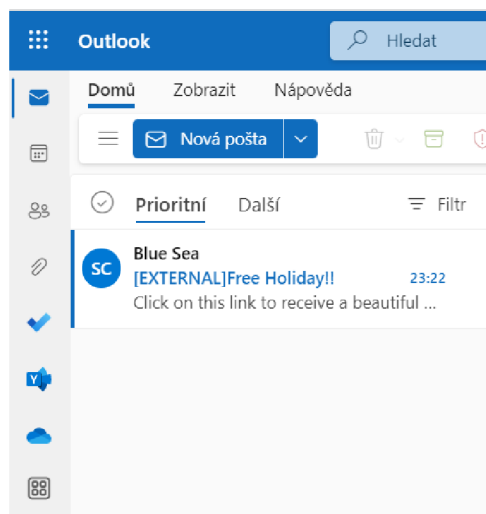 Outlook
Hledat
Domů Zobrazit Nápověda
Nová pošta
Prioritní Další Filtr
SC
Blue Sea
[EXTERNAL]Free Holiday!! 23:22
Click on this link to receive a beautiful ...